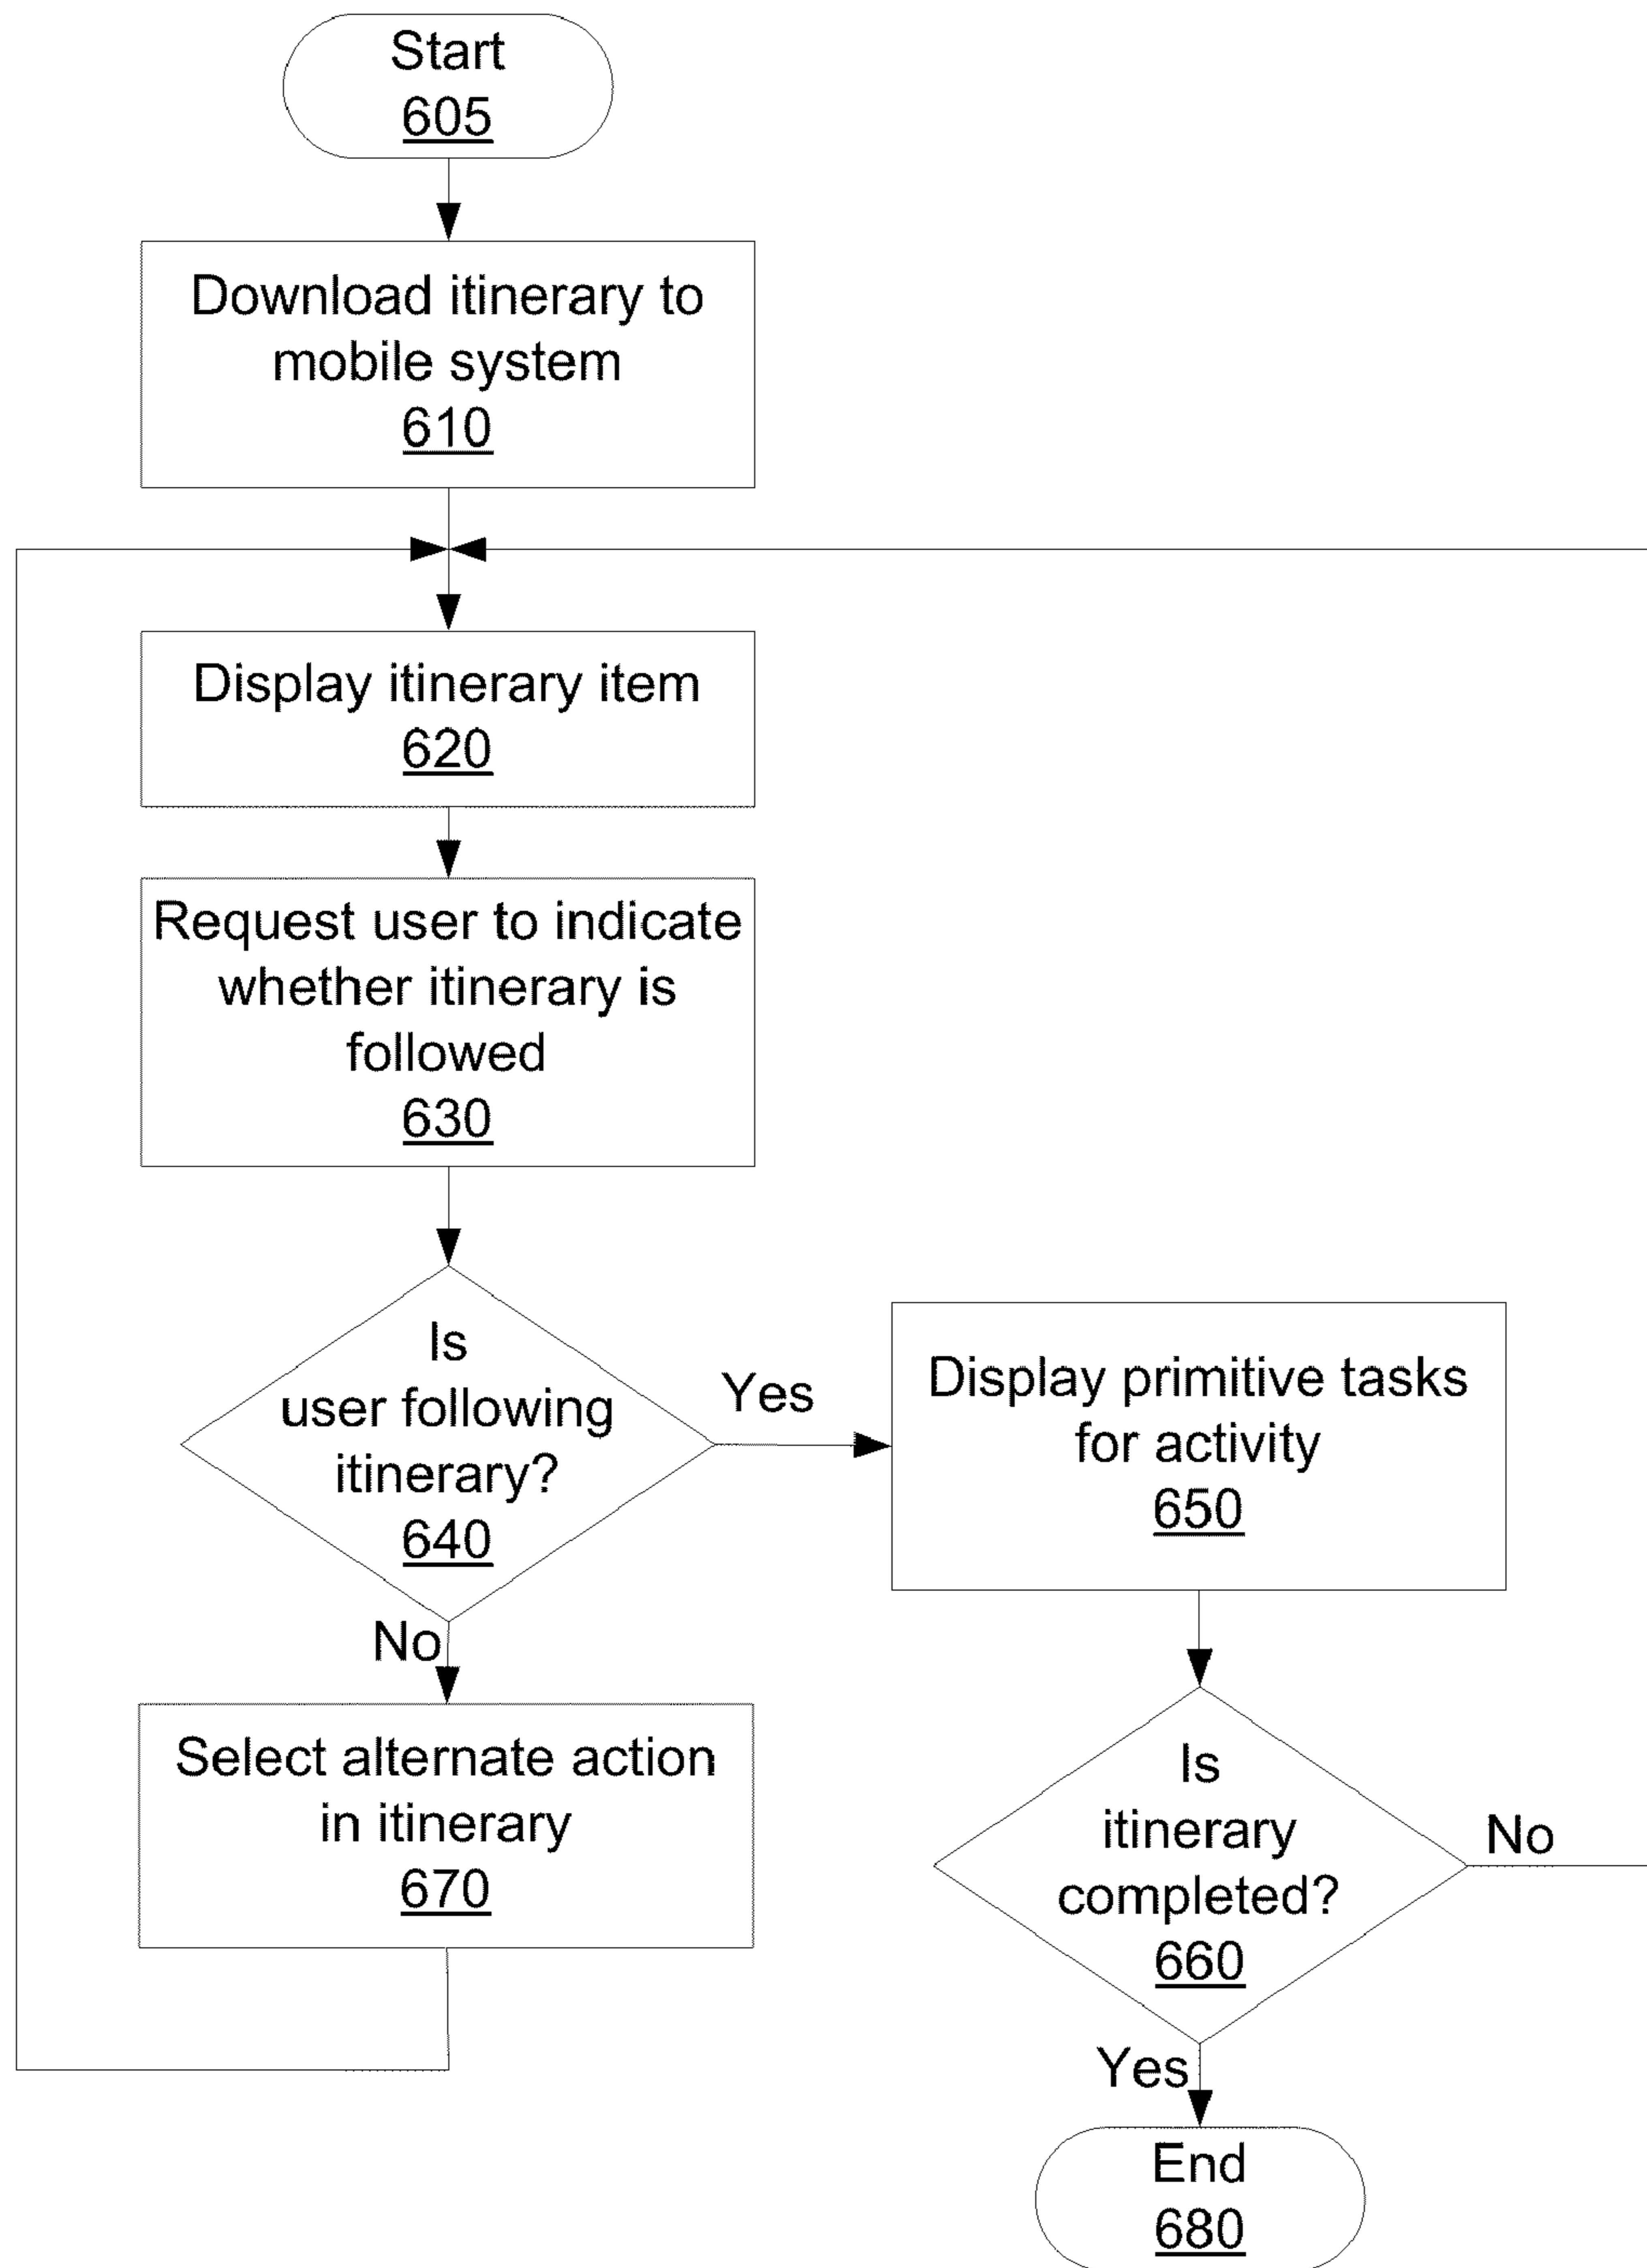 Start
605
Download itinerary to
mobile system
610
Display itinerary item
620
Request user to indicate
whether itinerary is
followed
630
Is
user following
itinerary?
640
Yes
Display primitive tasks
for activity
650
No
Select alternate action
in itinerary
670
Is
itinerary
completed?
660
No
Yes
End
680